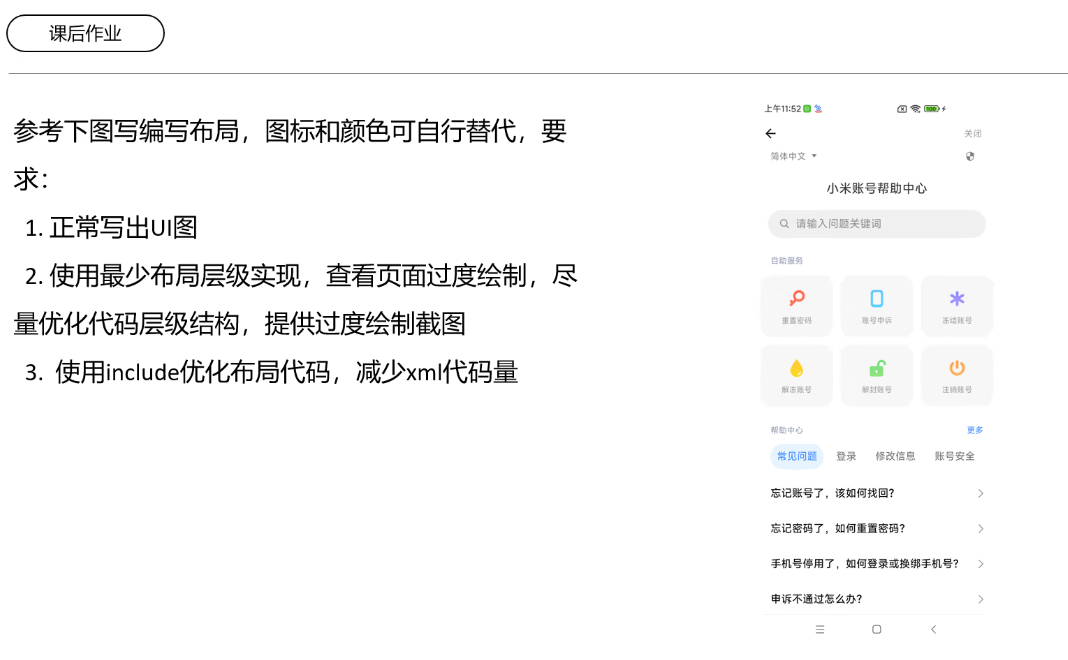 课后作业
参考下图写编写布局，图标和颜色可自行替代，要
求：
1. 正常写出UI图
2. 使用最少布局层级实现，查看页面过度绘制，尽
量优化代码层级结构，提供过度绘制截图
3. 使用include优化布局代码，减少xml代码量
上午11:52
100
关闭
简体中文
小米账号帮助中心
请输入问题关键词
自助服务
重置密码 账号申诉 冻结账号
解冻账号 解封账号 注销账号
帮助中心 更多
常见问题 登录 修改信息 账号安全
忘记账号了，该如何找回？
忘记密码了，如何重置密码？
手机号停用了，如何登录或换绑手机号？
申诉不通过怎么办？